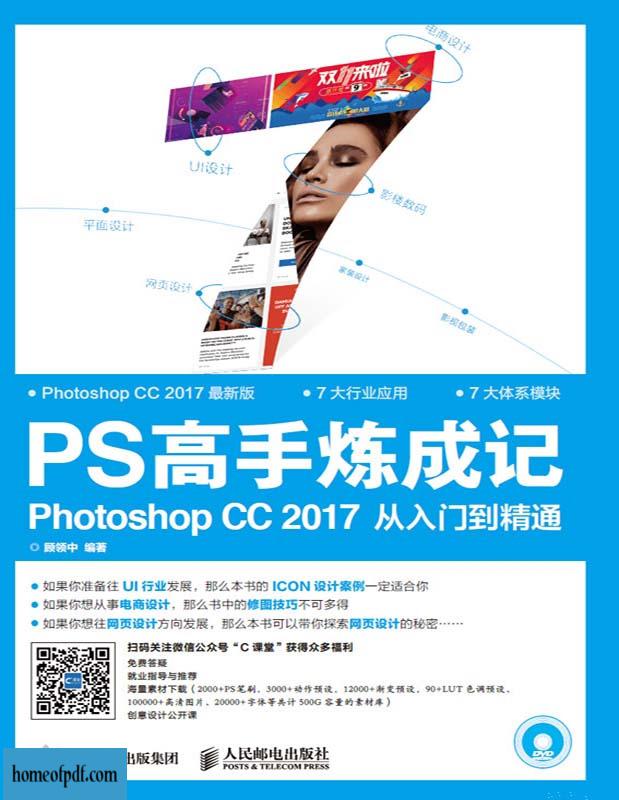 电商设计
双11来啦
9
UI设计
影楼数码
平面设计
家装设计
网页设计
影视包装
• Photoshop CC 2017 最新版 • 7 大行业应用 • 7 大体系模块
PS高手炼成记
Photoshop CC 2017 从入门到精通
◎ 顾领中 编著
• 如果你准备往 UI 行业发展，那么本书的 ICON 设计案例一定适合你
• 如果你想从事电商设计，那么书中的修图技巧不可多得
• 如果你想往网页设计方向发展，那么本书可以带你探索网页设计的秘密……
扫码关注微信公众号“C 课堂”获得众多福利
免费答疑
就业指导与推荐
海量素材下载（2000+PS笔刷、3000+动作预设、12000+渐变预设、90+LUT 色调预设、
100000+高清图片、20000+字体等共计 500G 容量的素材库）
创意设计公开课
DVD
出版集团 人民邮电出版社
POSTS & TELECOM PRESS
homeofpdf.com